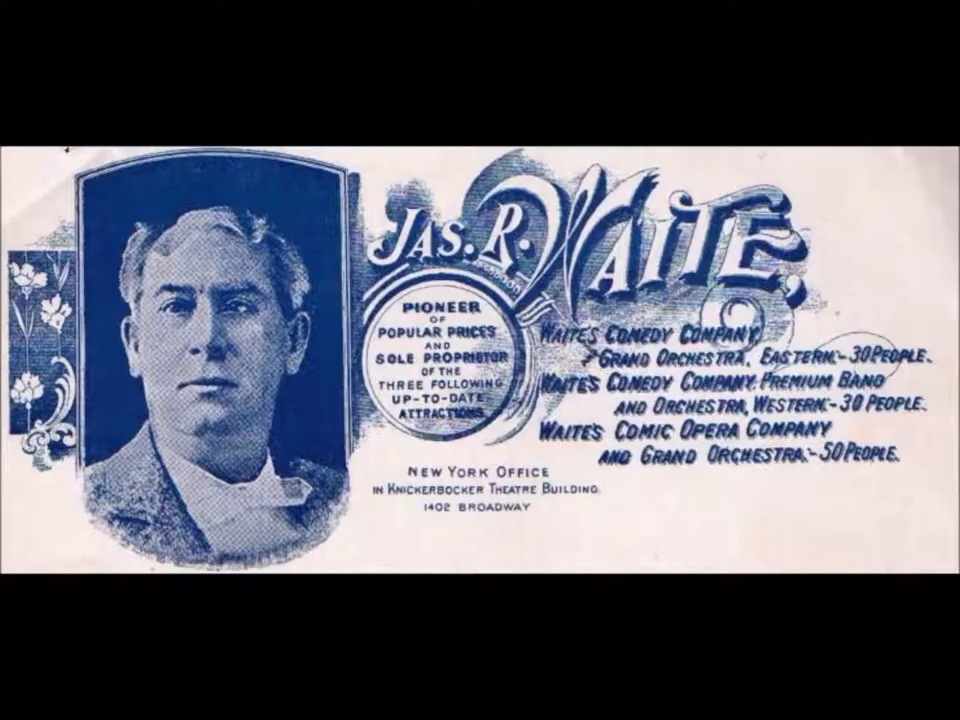 JAS. R. WAITE,
PIONEER
OF
POPULAR PRICES
AND
SOLE PROPRIETOR
OF THE
THREE FOLLOWING
UP-TO-DATE
ATTRACTIONS
WAITE'S COMEDY COMPANY
GRAND ORCHESTRA, EASTERN.- 30 PEOPLE.
WAITE'S COMEDY COMPANY. PREMIUM BAND
AND ORCHESTRA, WESTERN.- 30 PEOPLE.
WAITE'S COMIC OPERA COMPANY
AND GRAND ORCHESTRA.- 50 PEOPLE.
NEW YORK OFFICE
IN KNICKERBOCKER THEATRE BUILDING.
1402 BROADWAY